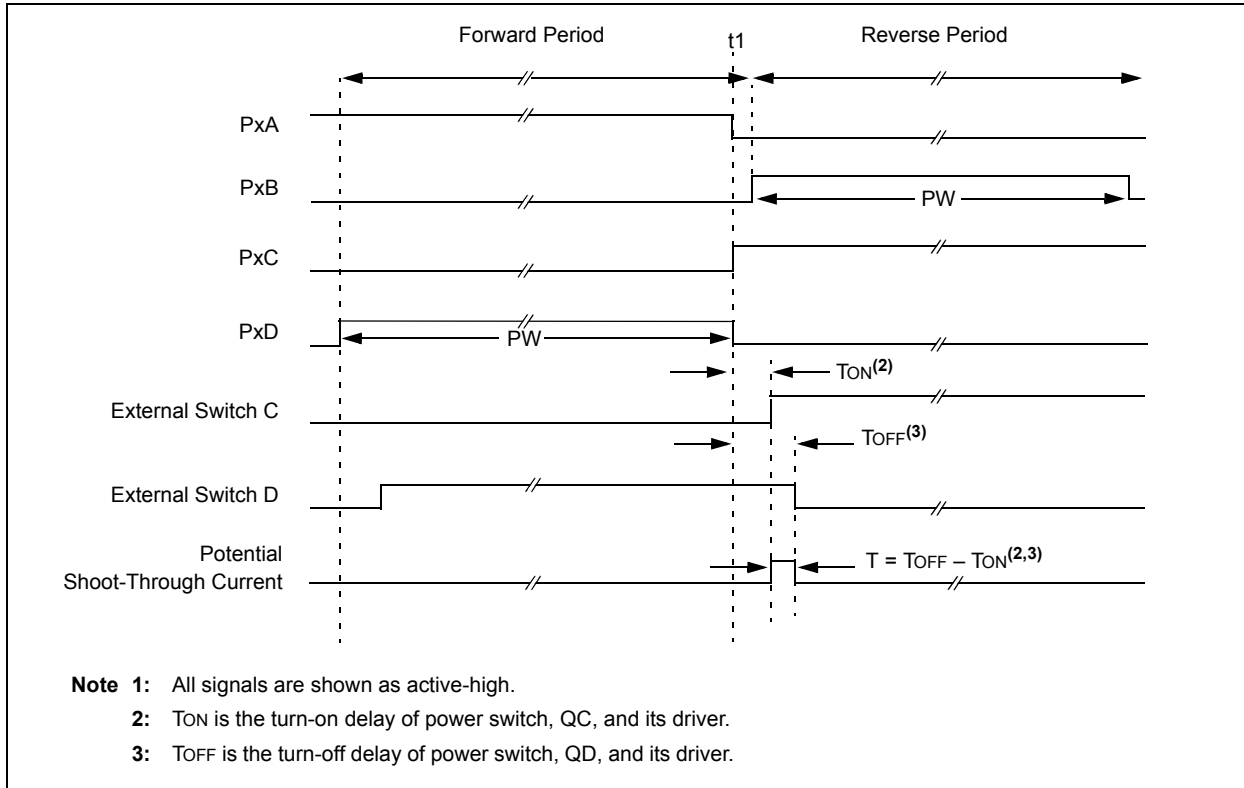 Forward Period t1 Reverse Period
PxA
PxB
PW
PxC
PxD
PW
TON(2)
External Switch C
TOFF(3)
External Switch D
Potential
Shoot-Through Current
T = TOFF – TON(2,3)
Note 1: All signals are shown as active-high.
2: TON is the turn-on delay of power switch, QC, and its driver.
3: TOFF is the turn-off delay of power switch, QD, and its driver.